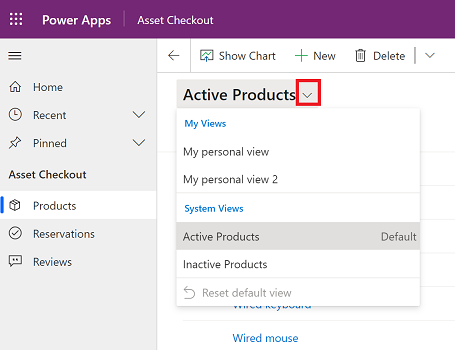 Power Apps Asset Checkout
Show Chart New Delete
Home
Recent
Pinned
Asset Checkout
Products
Reservations
Reviews
Active Products
My Views
My personal view
My personal view 2
System Views
Active Products Default
Inactive Products
Reset default view
Wired keyboard
Wired mouse